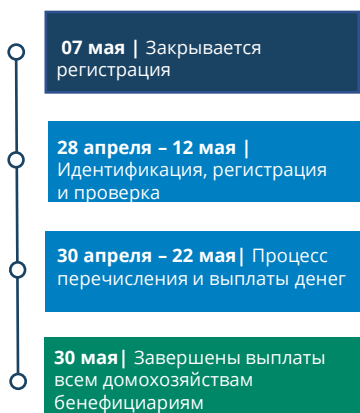 07 мая | Закрывается
регистрация
28 апреля – 12 мая |
Идентификация, регистрация
и проверка
30 апреля – 22 мая| Процесс
перечисления и выплаты денег
30 мая| Завершены выплаты
всем домохозяйствам
бенефициариям